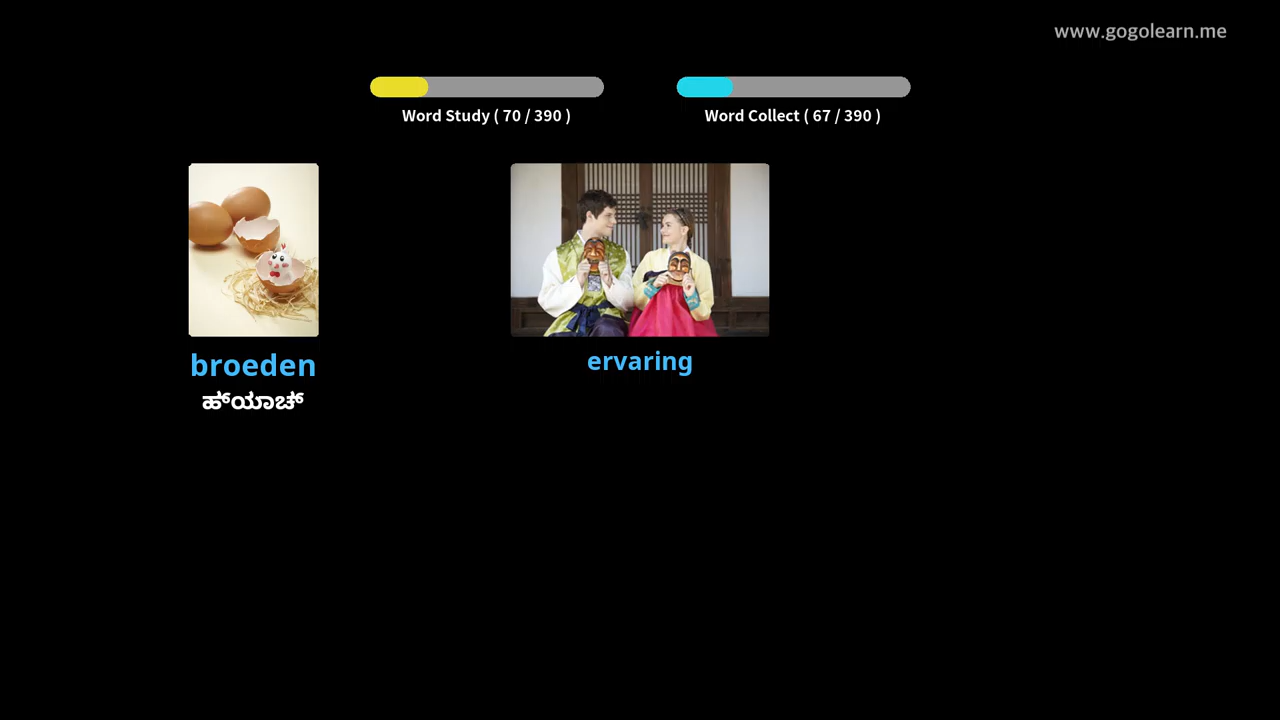 www.gogolearn.me
Word Study ( 70 / 390 )
Word Collect ( 67 / 390 )
broeden
ಹ್ಯಾಚ್
ervaring